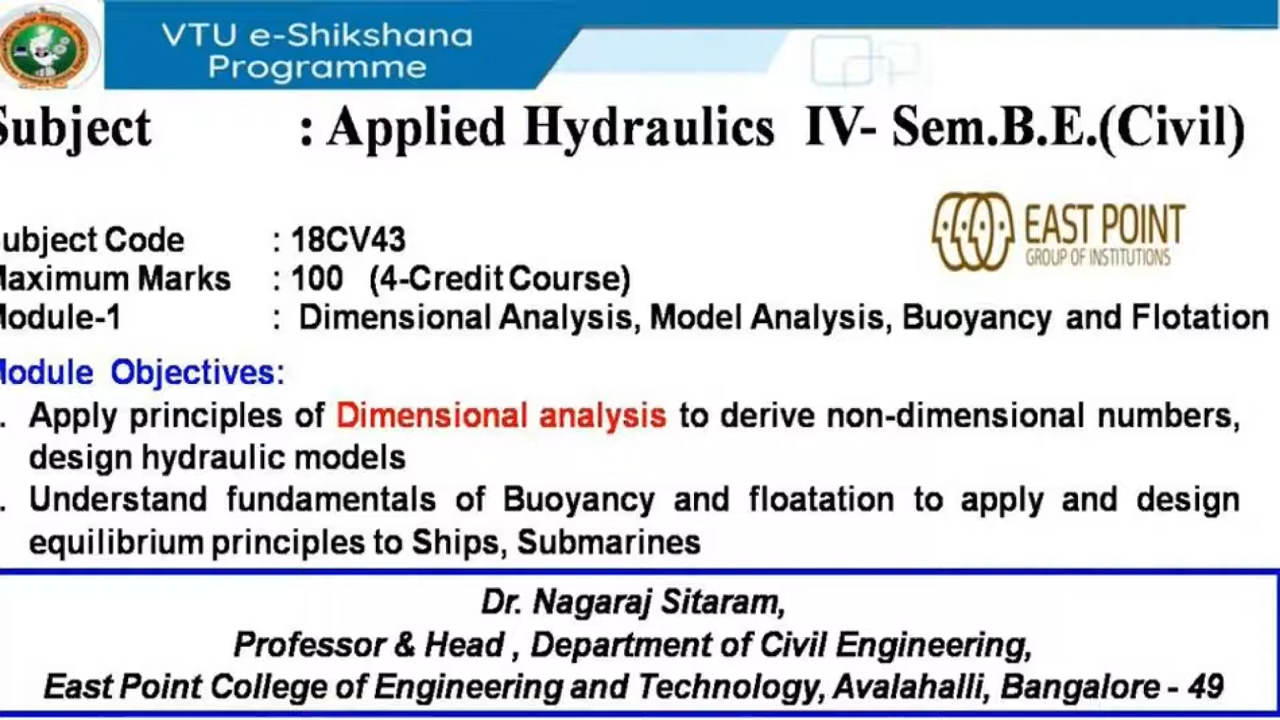 VTU e-Shikshana
Programme
Subject : Applied Hydraulics IV- Sem.B.E.(Civil)
EAST POINT
GROUP OF INSTITUTIONS
ubject Code : 18CV43
aximum Marks : 100 (4-Credit Course)
odule-1 : Dimensional Analysis, Model Analysis, Buoyancy and Flotation
odule Objectives:
. Apply principles of Dimensional analysis to derive non-dimensional numbers,
design hydraulic models
. Understand fundamentals of Buoyancy and floatation to apply and design
equilibrium principles to Ships, Submarines
Dr. Nagaraj Sitaram,
Professor & Head , Department of Civil Engineering,
East Point College of Engineering and Technology, Avalahalli, Bangalore - 49